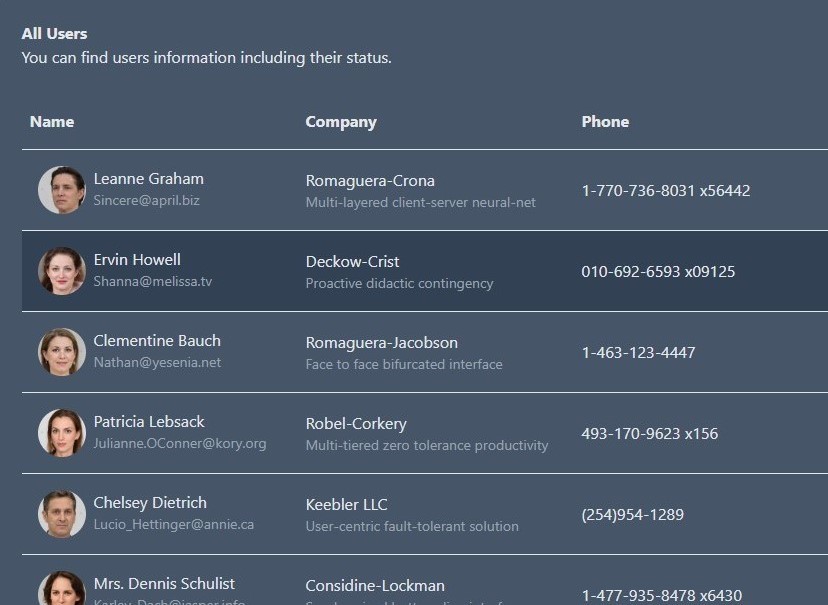 All Users
You can find users information including their status.
Name Company Phone
Leanne Graham
Sincere@april.biz
Romaguera-Crona
Multi-layered client-server neural-net
1-770-736-8031 x56442
Ervin Howell
Shanna@melissa.tv
Deckow-Crist
Proactive didactic contingency
010-692-6593 x09125
Clementine Bauch
Nathan@yesenia.net
Romaguera-Jacobson
Face to face bifurcated interface
1-463-123-4447
Patricia Lebsack
Julianne.OConner@kory.org
Robel-Corkery
Multi-tiered zero tolerance productivity
493-170-9623 x156
Chelsey Dietrich
Lucio_Hettinger@annie.ca
Keebler LLC
User-centric fault-tolerant solution
(254)954-1289
Mrs. Dennis Schulist
Considine-Lockman
1-477-935-8478 x6430